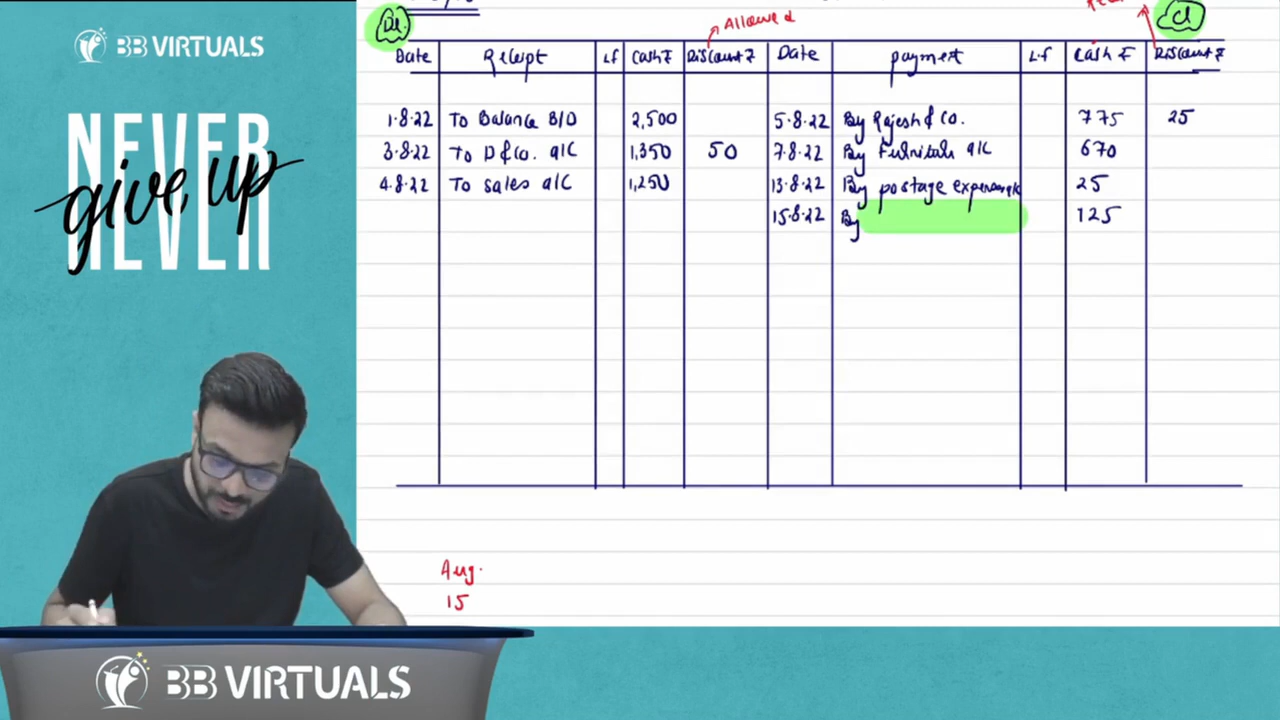 BB VIRTUALS
NEVER
give up
NEVER
Allowed
Dr.
Cr
Date Receipt LF Cash ₹ Discount ₹ Date payment L.f Cash ₹ Discount ₹
1.8.22 To Balance B/D 2,500 5.8.22 By Rajesh & Co. 775 25
3.8.22 To D & Co. a/c 1,350 50 7.8.22 By a/c 670
4.8.22 To sales a/c 1,250 13.8.22 By postage 25
15.8.22 By 125
Aug.
15
BB VIRTUALS